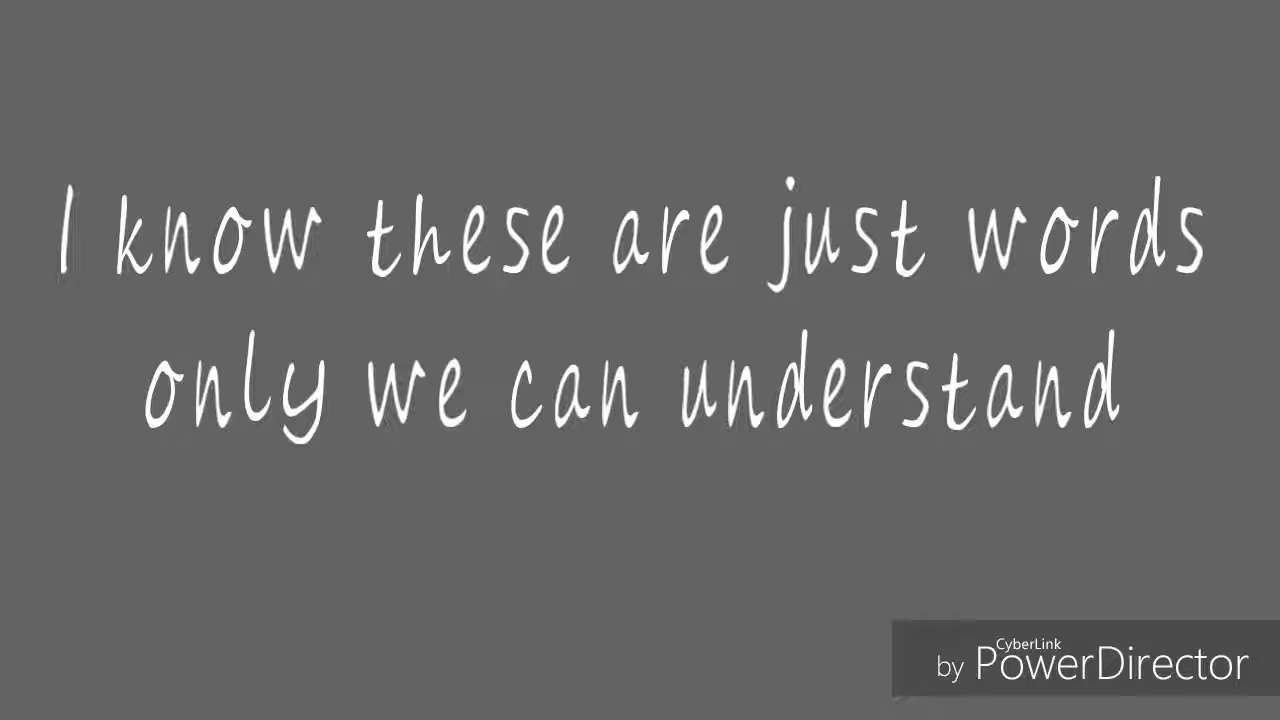 I know these are just words
only we can understand
by CyberLink PowerDirector